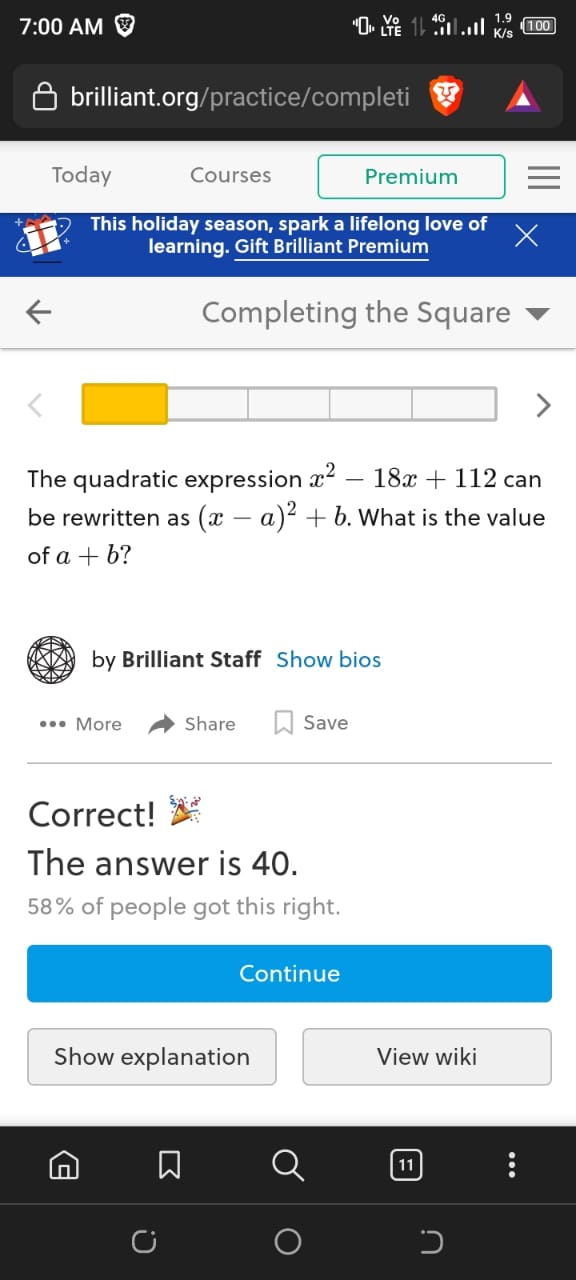 7:00 AM
Vo LTE 4G 1.9 K/s 100
brilliant.org/practice/completi
Today Courses Premium
This holiday season, spark a lifelong love of
learning. Gift Brilliant Premium
Completing the Square
The quadratic expression x² − 18x + 112 can
be rewritten as (x − a)² + b. What is the value
of a + b?
by Brilliant Staff Show bios
More Share Save
Correct!
The answer is 40.
58% of people got this right.
Continue
Show explanation View wiki
11